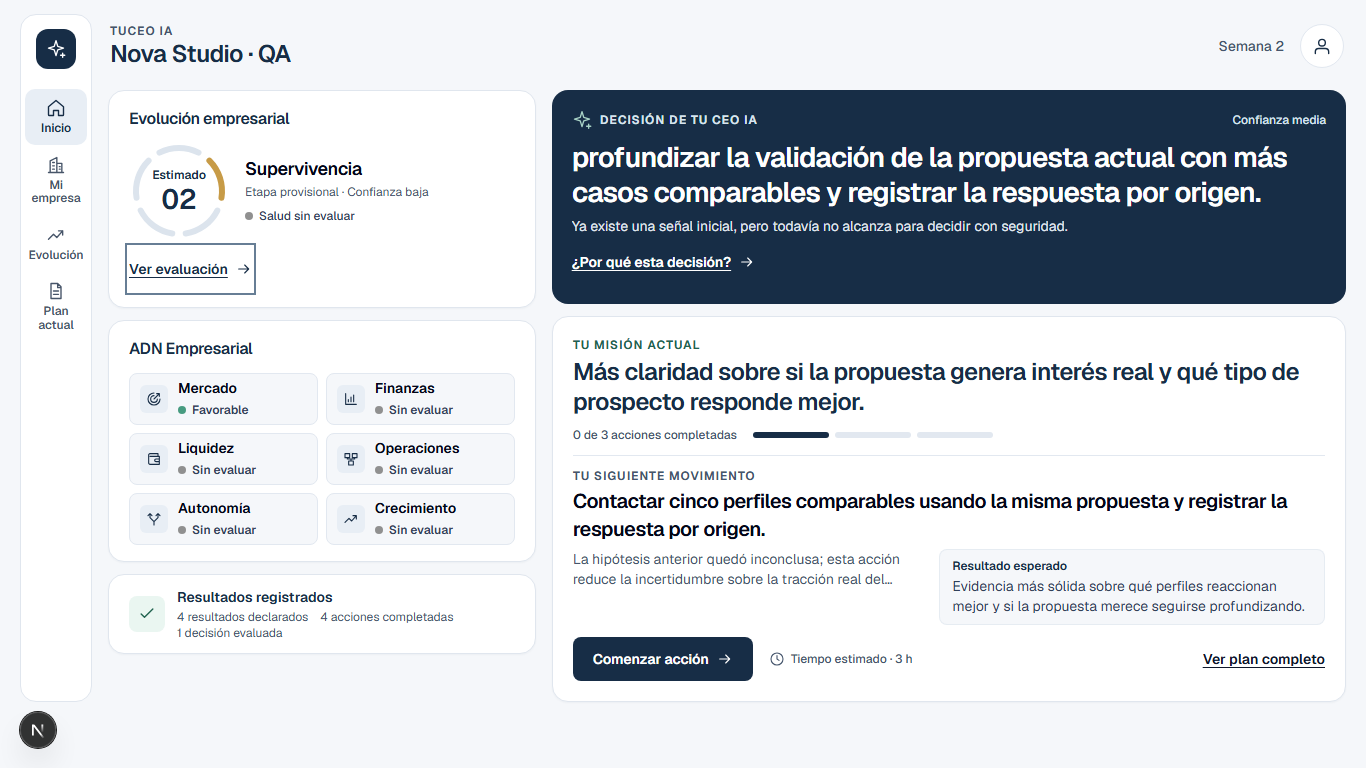 TUCEO IA
Nova Studio · QA
Semana 2
Inicio
Mi
empresa
Evolución
Plan
actual
Evolución empresarial
Estimado
02
Supervivencia
Etapa provisional · Confianza baja
Salud sin evaluar
Ver evaluación
DECISIÓN DE TU CEO IA
Confianza media
profundizar la validación de la propuesta actual con más
casos comparables y registrar la respuesta por origen.
Ya existe una señal inicial, pero todavía no alcanza para decidir con seguridad.
¿Por qué esta decisión?
ADN Empresarial
Mercado
Favorable
Finanzas
Sin evaluar
Liquidez
Sin evaluar
Operaciones
Sin evaluar
Autonomía
Sin evaluar
Crecimiento
Sin evaluar
Resultados registrados
4 resultados declarados 4 acciones completadas
1 decisión evaluada
TU MISIÓN ACTUAL
Más claridad sobre si la propuesta genera interés real y qué tipo de
prospecto responde mejor.
0 de 3 acciones completadas
TU SIGUIENTE MOVIMIENTO
Contactar cinco perfiles comparables usando la misma propuesta y registrar la
respuesta por origen.
La hipótesis anterior quedó inconclusa; esta acción
reduce la incertidumbre sobre la tracción real del...
Resultado esperado
Evidencia más sólida sobre qué perfiles reaccionan
mejor y si la propuesta merece seguirse profundizando.
Comenzar acción
Tiempo estimado · 3 h
Ver plan completo
N